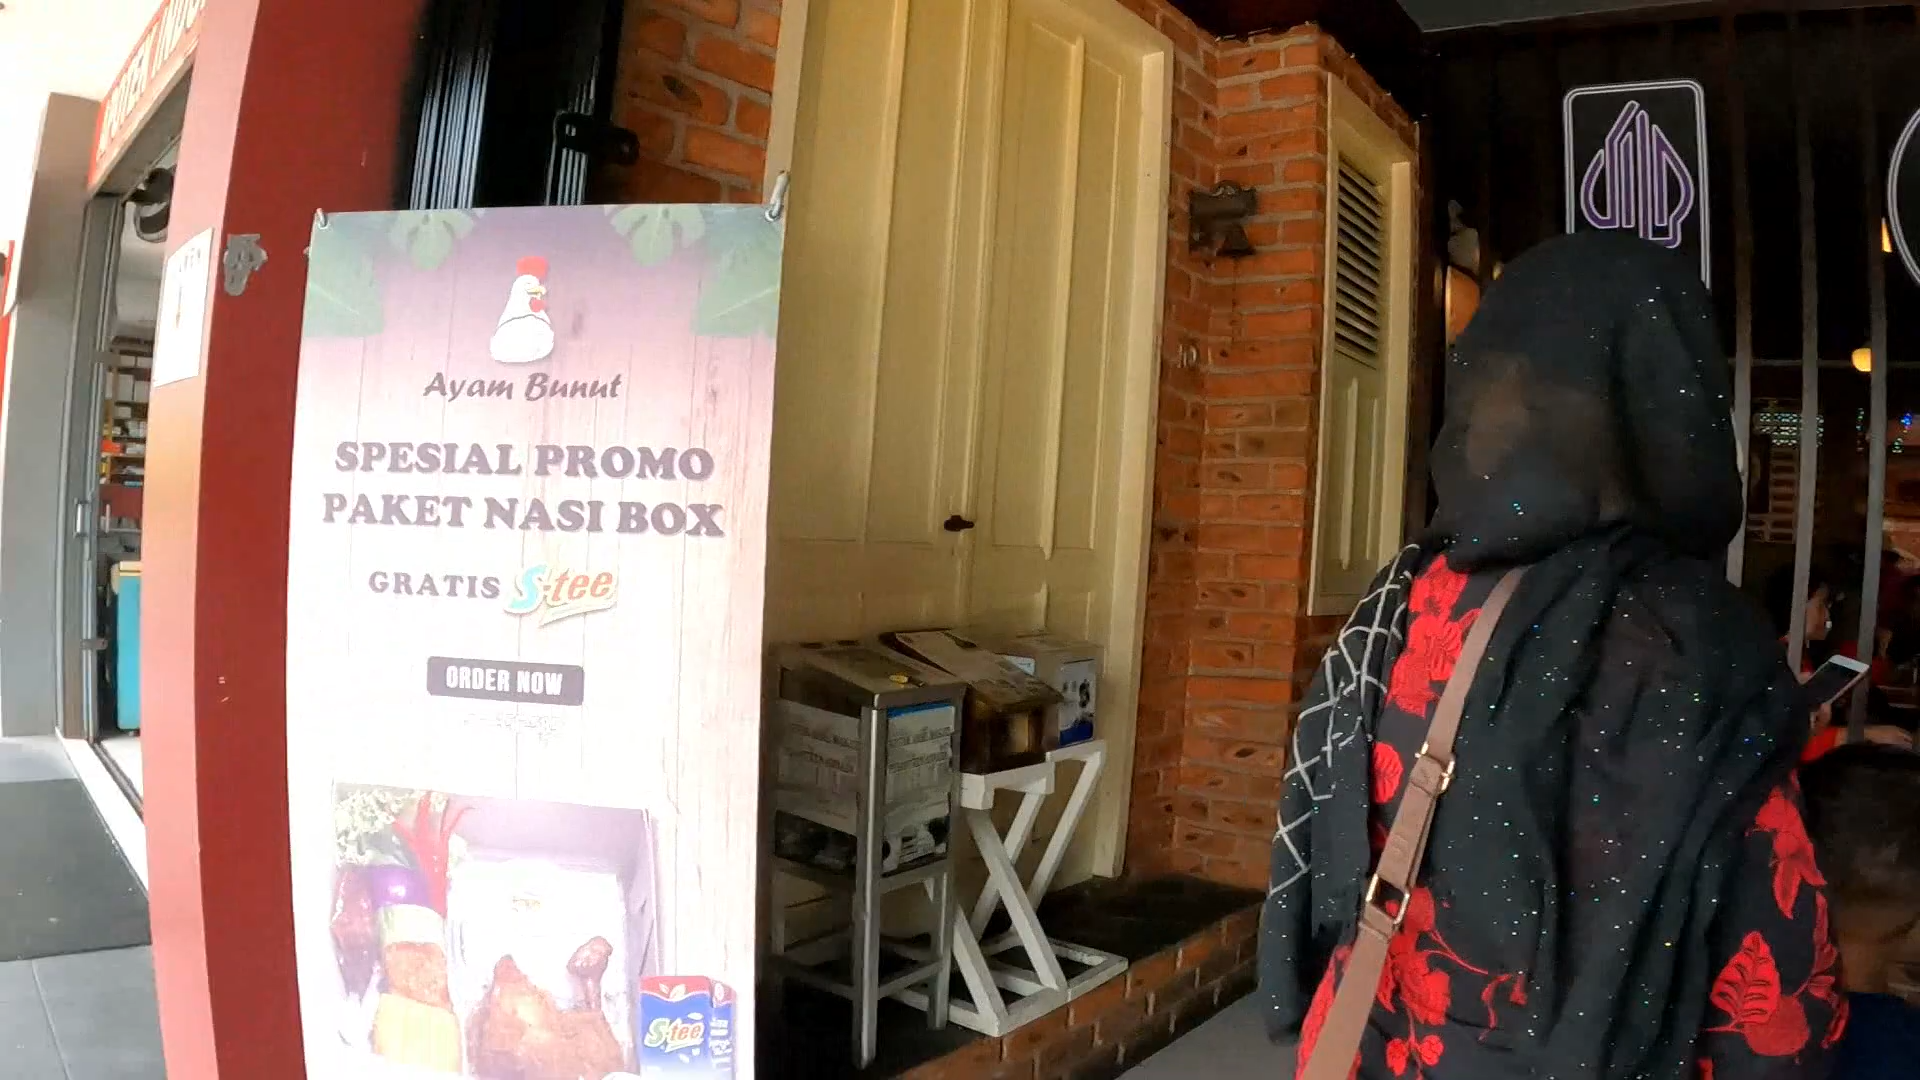 Ayam Bunut
SPESIAL PROMO
PAKET NASI BOX
GRATIS S-tee
ORDER NOW
S-tee